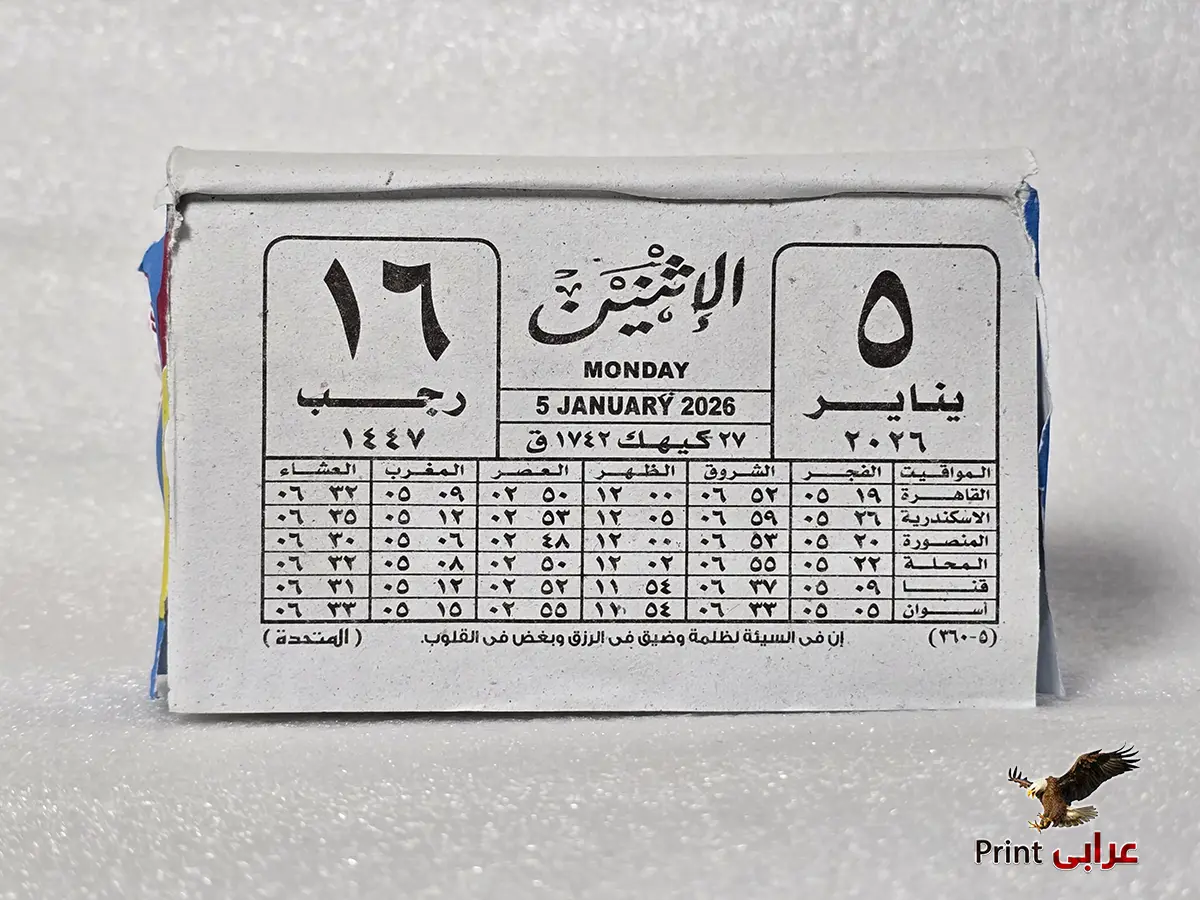 ٥
يناير
٢٠٢٦
الإثنين
MONDAY
5 JANUARY 2026
٢٧ كيهك ١٧٤٢ ق
١٦
رجب
١٤٤٧
المواقيت الفجر الشروق الظهر العصر المغرب العشاء
القاهرة ١٩ ٠٥ ٥٢ ٠٦ ٠٠ ١٢ ٥٠ ٠٢ ٠٩ ٠٥ ٣٢ ٠٦
الاسكندرية ٢٦ ٠٥ ٥٩ ٠٦ ٠٥ ١٢ ٥٣ ٠٢ ١٢ ٠٥ ٣٥ ٠٦
المنصورة ٢٠ ٠٥ ٥٣ ٠٦ ٠٠ ١٢ ٤٨ ٠٢ ٠٦ ٠٥ ٣٠ ٠٦
المحلة ٢٢ ٠٥ ٥٥ ٠٦ ٠٢ ١٢ ٥٠ ٠٢ ٠٨ ٠٥ ٣٢ ٠٦
قنا ٠٩ ٠٥ ٣٧ ٠٦ ٥٤ ١١ ٥٢ ٠٢ ١٢ ٠٥ ٣١ ٠٦
أسوان ٠٥ ٠٥ ٣٣ ٠٦ ٥٤ ١١ ٥٥ ٠٢ ١٥ ٠٥ ٣٣ ٠٦
(٥-٣٦٠) إن فى السيئة لظلمة وضيق فى الرزق وبغض فى القلوب. (المتحدة)
Print عرابى